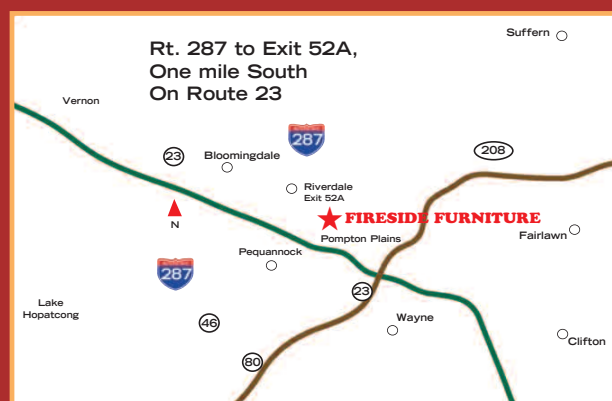 Rt. 287 to Exit 52A,
One mile South
On Route 23
Suffern
Vernon
287
23
208
Bloomingdale
Riverdale
Exit 52A
FIRESIDE FURNITURE
N
Pompton Plains
Fairlawn
Pequannock
287
23
Lake
Hopatcong
46
Wayne
Clifton
80